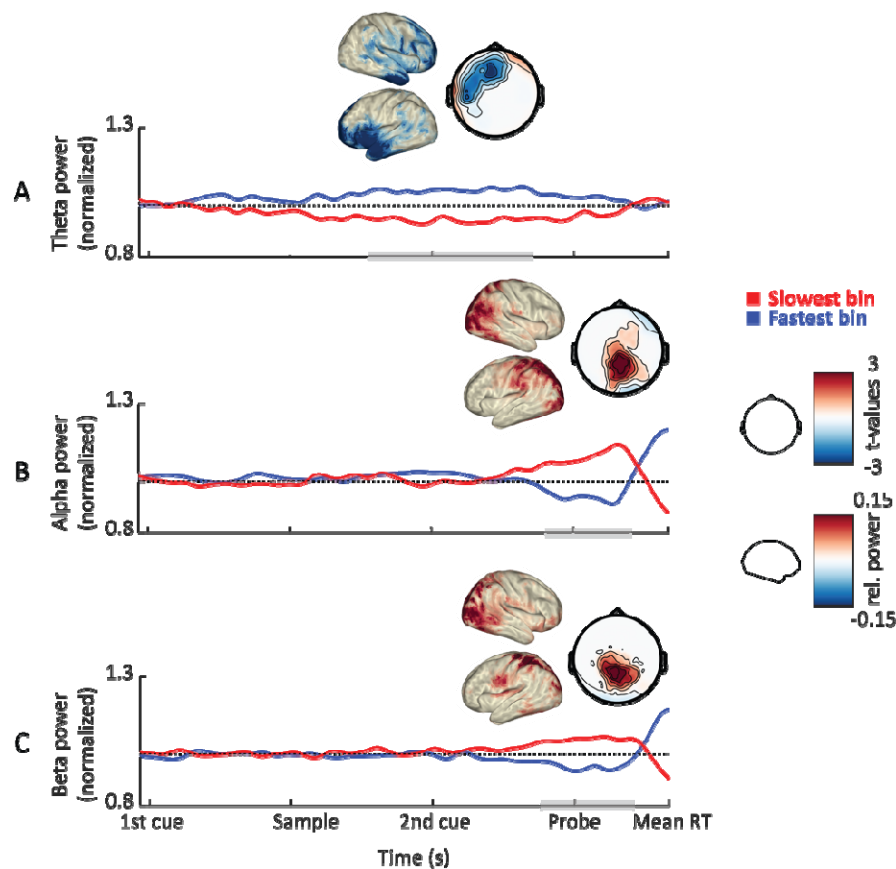 1.3
A
Theta power
(normalized)
0.8
Slowest bin
Fastest bin
1.3
B
Alpha power
(normalized)
0.8
3
t-values
-3
0.15
rel. power
-0.15
1.3
C
Beta power
(normalized)
0.8
1st cue Sample 2nd cue Probe Mean RT
Time (s)